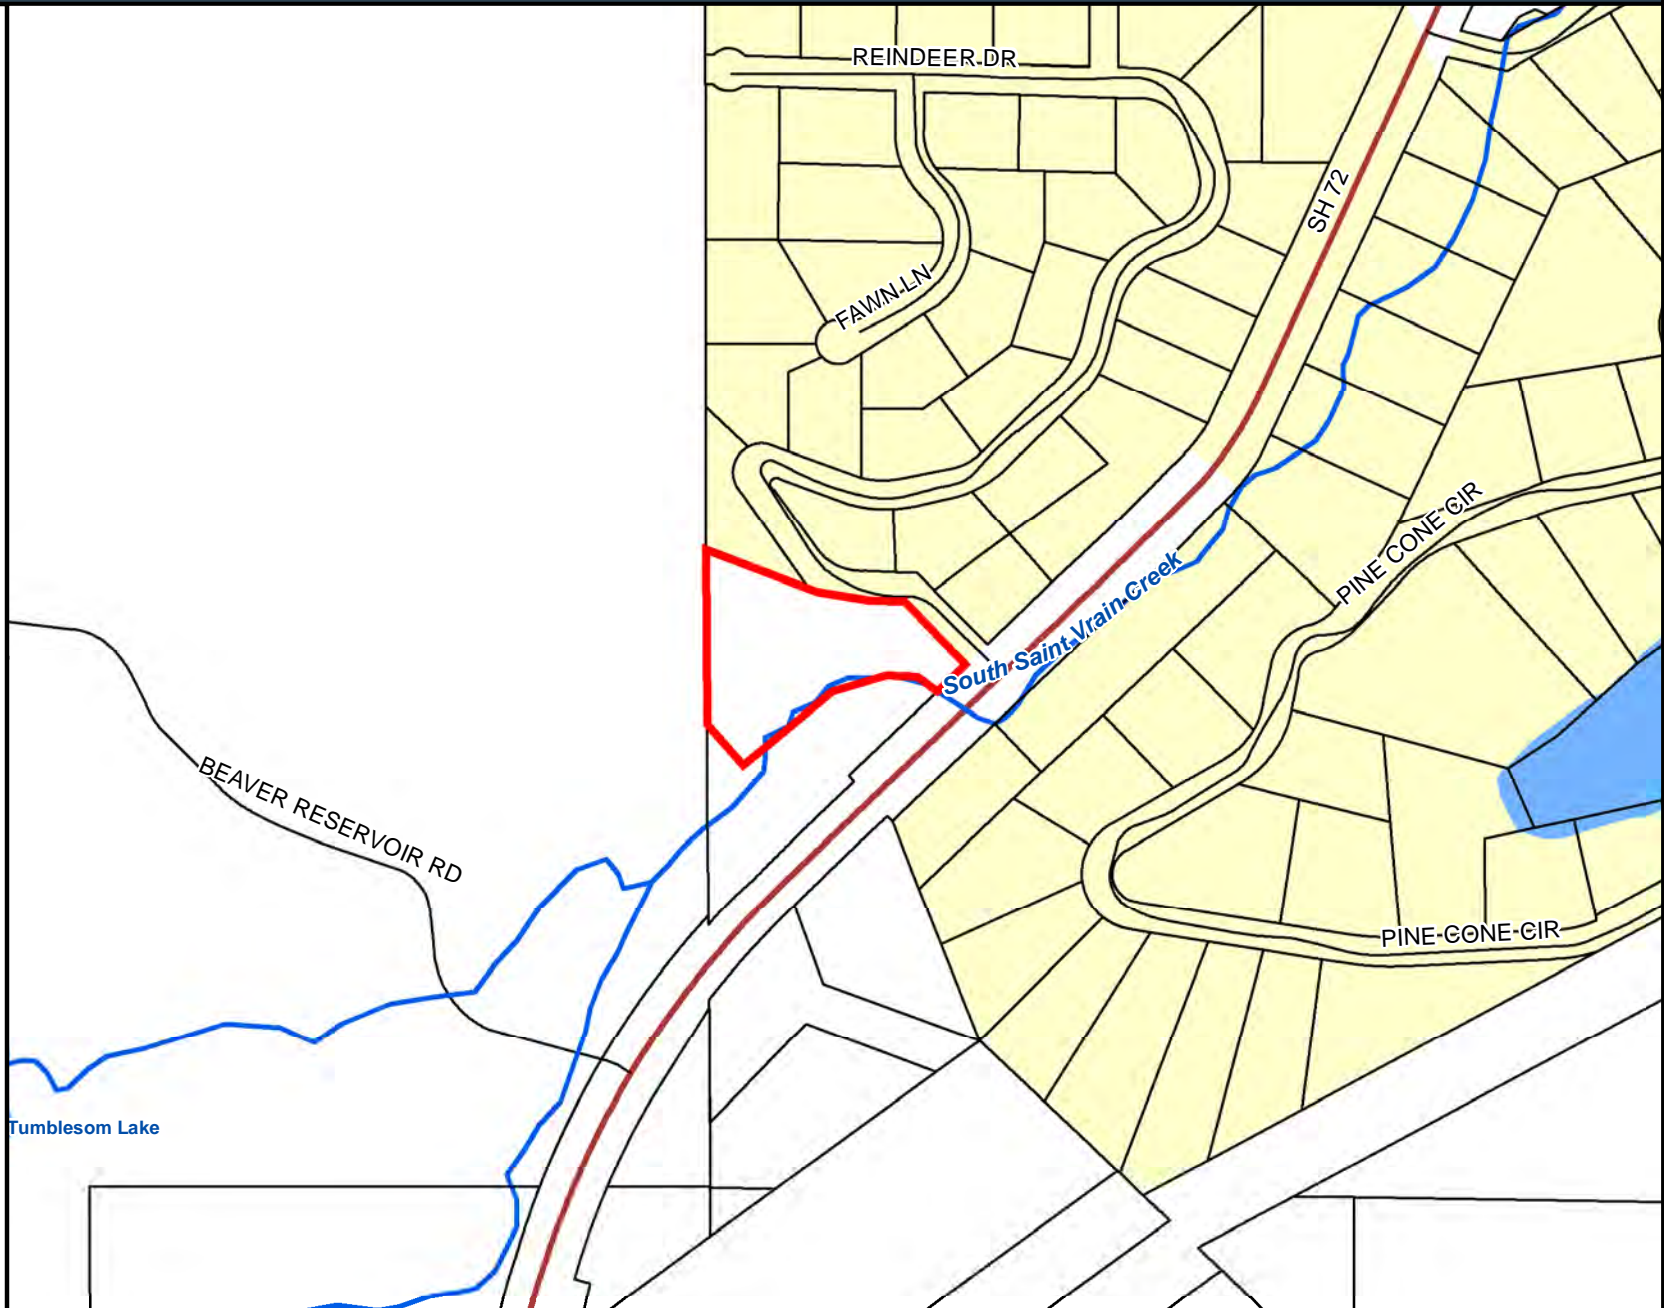 REINDEER DR
SH 72
FAWN LN
PINE CONE CIR
South Saint Vrain Creek
BEAVER RESERVOIR RD
PINE CONE CIR
Tumblesom Lake